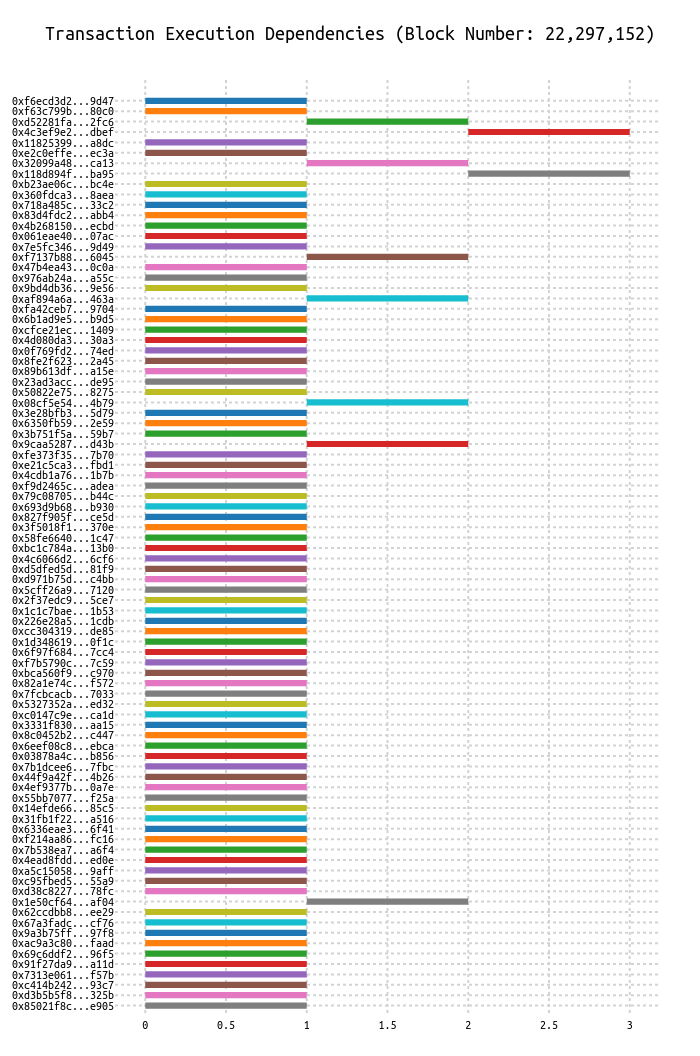 Transaction Execution Dependencies (Block Number: 22,297,152)
0xf6ecd3d2...9d47
0xf63c799b...80c0
0xd52281fa...2fc6
0x4c3ef9e2...dbef
0x11825399...a8dc
0xe2c0effe...ec3a
0x32099a48...ca13
0x118d894f...ba95
0xb23ae06c...bc4e
0x360fdca3...8aea
0x718a485c...33c2
0x83d4fdc2...abb4
0x4b268150...ecbd
0x061eae40...07ac
0x7e5fc346...9d49
0xf7137b88...6045
0x47b4ea43...0c0a
0x976ab24a...a55c
0x9bd4db36...9e56
0xaf894a6a...463a
0xfa42ceb7...9704
0x6b1ad9e5...b9d5
0xcfce21ec...1409
0x4d080da3...30a3
0x0f769fd2...74ed
0x8fe2f623...2a45
0x89b613df...a15e
0x23ad3acc...de95
0x50822e75...8275
0x08cf5e54...4b79
0x3e28bfb3...5d79
0x6350fb59...2e59
0x3b751f5a...59b7
0x9caa5287...d43b
0xfe373f35...7b70
0xe21c5ca3...fbd1
0x4cdb1a76...1b7b
0xf9d2465c...adea
0x79c08705...b44c
0x693d9b68...b930
0x827f905f...ce5d
0x3f5018f1...370e
0x58fe6640...1c47
0xbc1c784a...13b0
0x4c6066d2...6cf6
0xd5dfed5d...81f9
0xd971b75d...c4bb
0x5cff26a9...7120
0x2f37edc9...5ce7
0x1c1c7bae...1b53
0x226e28a5...1cdb
0xcc304319...de85
0x1d348619...0f1c
0x6f97f684...7cc4
0xf7b5790c...7c59
0xbca560f9...c970
0x82a1e74c...f572
0x7fcbcacb...7033
0x5327352a...ed32
0xc0147c9e...ca1d
0x3331f830...aa15
0x8c0452b2...c447
0x6eef08c8...ebca
0x03878a4c...b856
0x7b1dcee6...7fbc
0x44f9a42f...4b26
0x4ef9377b...0a7e
0x55bb7077...f25a
0x14efde66...85c5
0x31fb1f22...a516
0x6336eae3...6f41
0xf214aa86...fc16
0x7b538ea7...a6f4
0x4ead8fdd...ed0e
0xa5c15058...9aff
0xc95fbed5...55a9
0xd38c8227...78fc
0x1e50cf64...af04
0x62ccdbb8...ee29
0x67a3fadc...cf76
0x9a3b75ff...97f8
0xac9a3c80...faad
0x69c6ddf2...96f5
0x91f27da9...a11d
0x7313e061...f57b
0xc414b242...93c7
0xd3b5b5f8...325b
0x85021f8c...e905
0 0.5 1 1.5 2 2.5 3